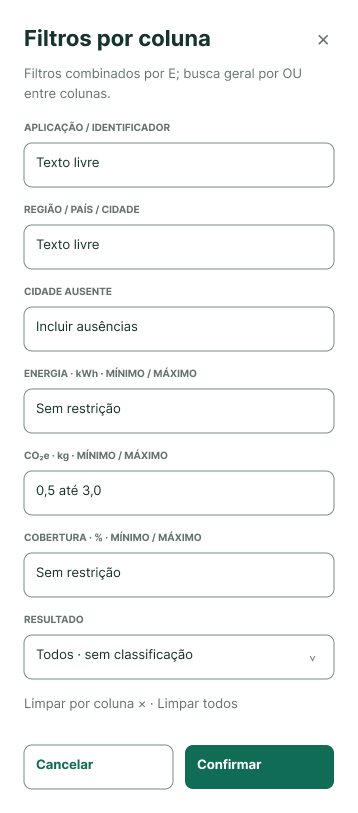 Filtros por coluna ×
Filtros combinados por E; busca geral por OU
entre colunas.
APLICAÇÃO / IDENTIFICADOR
Texto livre
REGIÃO / PAÍS / CIDADE
Texto livre
CIDADE AUSENTE
Incluir ausências
ENERGIA · kWh · MÍNIMO / MÁXIMO
Sem restrição
CO₂e · kg · MÍNIMO / MÁXIMO
0,5 até 3,0
COBERTURA · % · MÍNIMO / MÁXIMO
Sem restrição
RESULTADO
Todos · sem classificação
Limpar por coluna × · Limpar todos
Cancelar
Confirmar